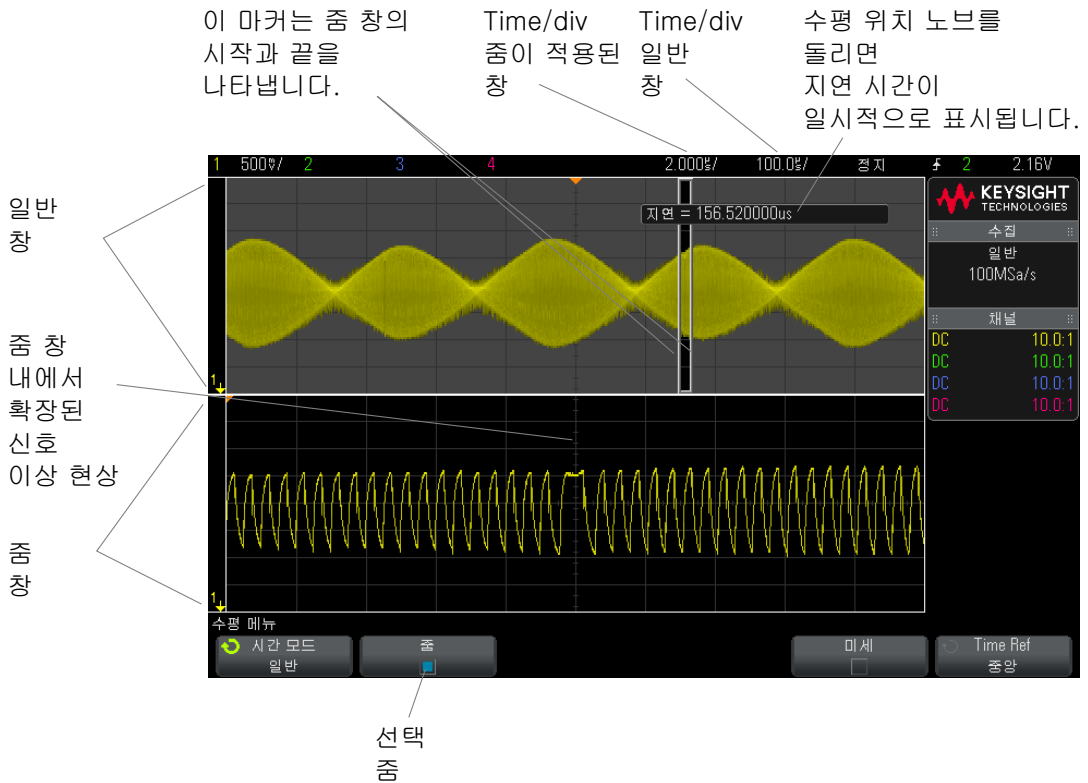 이 마커는 줌 창의
시작과 끝을
나타냅니다.
Time/div
줌이 적용된
창
Time/div
일반
창
수평 위치 노브를
돌리면
지연 시간이
일시적으로 표시됩니다.
1 500mV/ 2 3 4 2.000us/ 100.0us/ 정지 2 2.16V
일반
창
지연 = 156.520000us
KEYSIGHT
TECHNOLOGIES
수집
일반
100MSa/s
채널
DC 10.0:1
DC 10.0:1
DC 10.0:1
DC 10.0:1
1
줌 창
내에서
확장된
신호
이상 현상
줌
창
1
수평 메뉴
시간 모드
일반
줌
미세
Time Ref
중앙
선택
줌